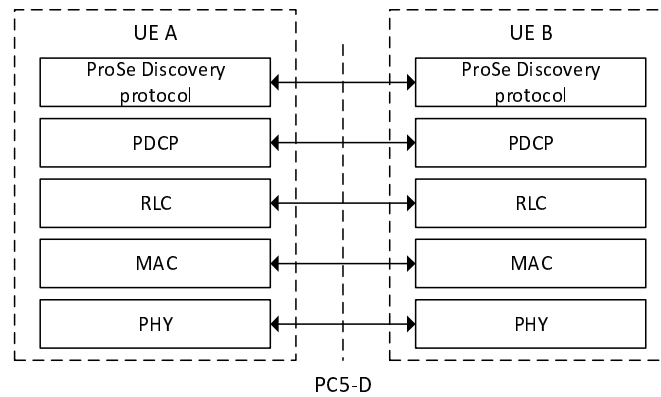 UE A
UE B
ProSe Discovery
protocol
ProSe Discovery
protocol
PDCP
PDCP
RLC
RLC
MAC
MAC
PHY
PHY
PC5-D